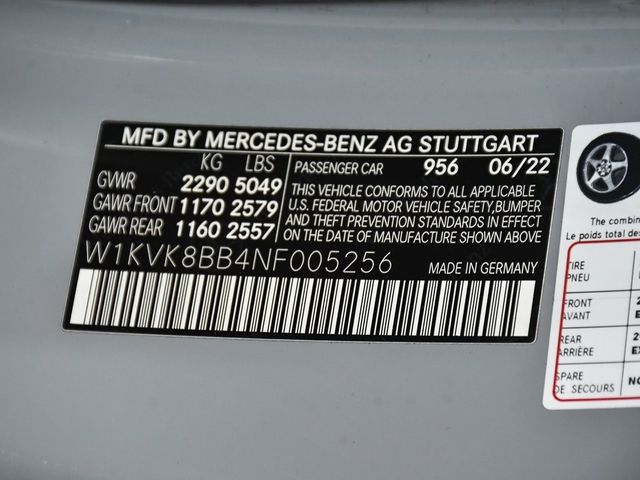 MFD BY MERCEDES-BENZ AG STUTTGART
KG LBS
PASSENGER CAR 956 06/22
GVWR 2290 5049
GAWR FRONT 1170 2579
GAWR REAR 1160 2557
THIS VEHICLE CONFORMS TO ALL APPLICABLE
U.S. FEDERAL MOTOR VEHICLE SAFETY, BUMPER
AND THEFT PREVENTION STANDARDS IN EFFECT
ON THE DATE OF MANUFACTURE SHOWN ABOVE.
W1KVK8BB4NF005256
MADE IN GERMANY
The combin
Le poids total des
TIRE
PNEU
FRONT
AVANT
REAR
ARRIÈRE
SPARE
DE SECOURS